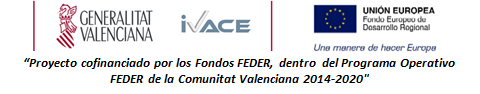 GENERALITAT
VALENCIANA
IVACE
UNIÓN EUROPEA
Fondo Europeo de
Desarrollo Regional
Una manera de hacer Europa
“Proyecto cofinanciado por los Fondos FEDER, dentro del Programa Operativo
FEDER de la Comunitat Valenciana 2014-2020"